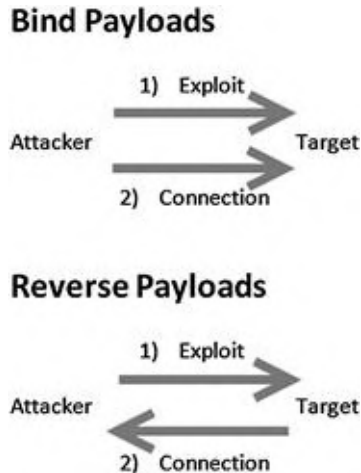 Bind Payloads
1) Exploit
Attacker Target
2) Connection
Reverse Payloads
1) Exploit
Attacker Target
2) Connection